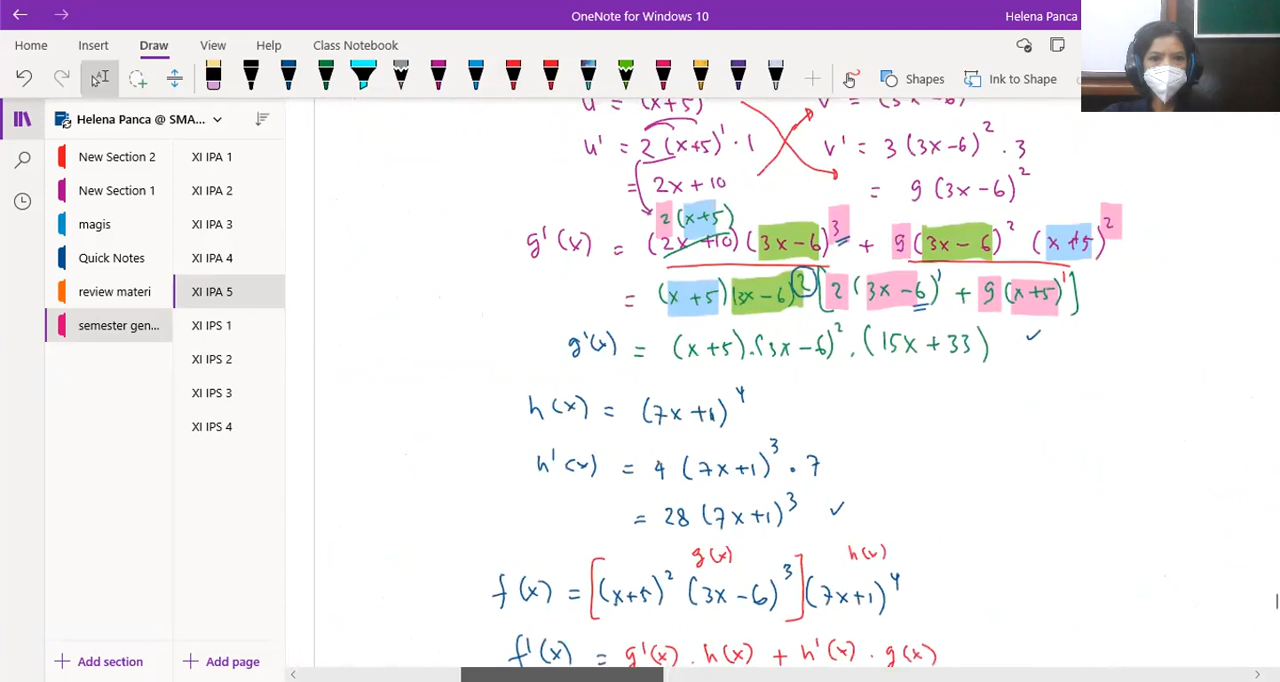 OneNote for Windows 10
Helena Panca
Home Insert Draw View Help Class Notebook
Shapes Ink to Shape
Helena Panca @ SMA...
New Section 2
New Section 1
magis
Quick Notes
review materi
semester gen...
Add section
XI IPA 1
XI IPA 2
XI IPA 3
XI IPA 4
XI IPA 5
XI IPS 1
XI IPS 2
XI IPS 3
XI IPS 4
Add page
u = (x+5) v = (3x-6)
u' = 2(x+5)' · 1 v' = 3(3x-6)² · 3
= 2x+10 = 9(3x-6)²
2(x+5)
g'(x) = (2x+10)(3x-6)³ + 9(3x-6)² (x+5)²
= (x+5)(3x-6)² [2(3x-6)' + 9(x+5)']
g'(x) = (x+5).(3x-6)².(15x+33) ✓
h(x) = (7x+1)⁴
h'(x) = 4(7x+1)³ · 7
= 28(7x+1)³ ✓
g(x) h(x)
f(x) = [(x+5)² (3x-6)³](7x+1)⁴
f'(x) = g'(x) . h(x) + h'(x) . g(x)